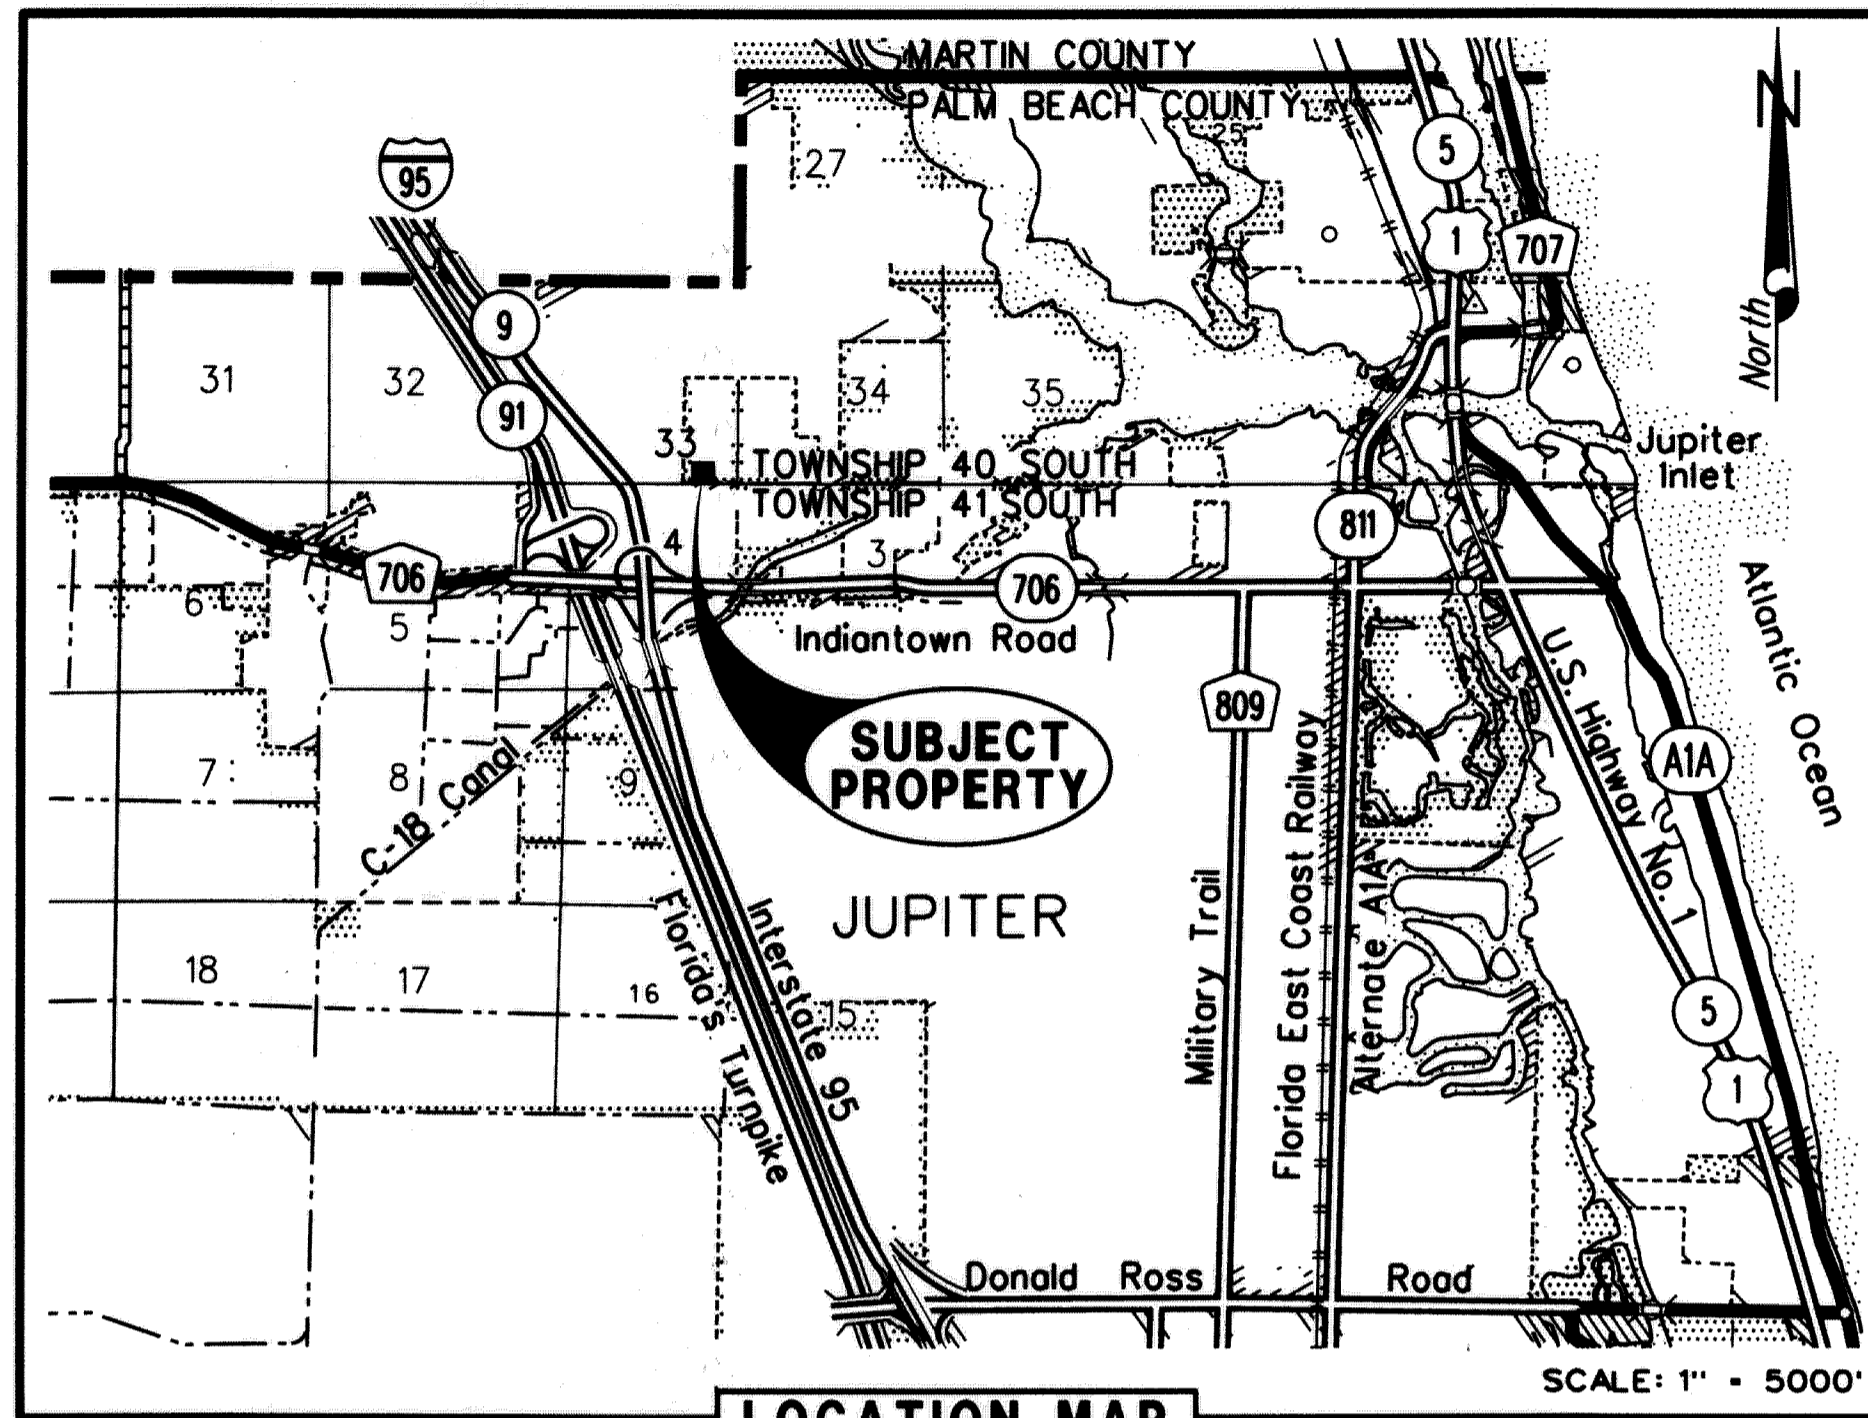 MARTIN COUNTY
PALM BEACH COUNTY
N
North
25
27
5
95
1
707
9
31
32
34
35
91
33
TOWNSHIP 40 SOUTH
TOWNSHIP 41 SOUTH
Jupiter
Inlet
811
4
3
706
706
6
5
Indiantown Road
809
Atlantic Ocean
U.S. Highway No. 1
SUBJECT
PROPERTY
A1A
7
8
9
C-18 Canal
JUPITER
Military Trail
Florida East Coast Railway
Alternate A1A
Interstate 95
Florida's Turnpike
18
17
16
15
5
1
Donald Ross Road
SCALE: 1" = 5000'
LOCATION MAP